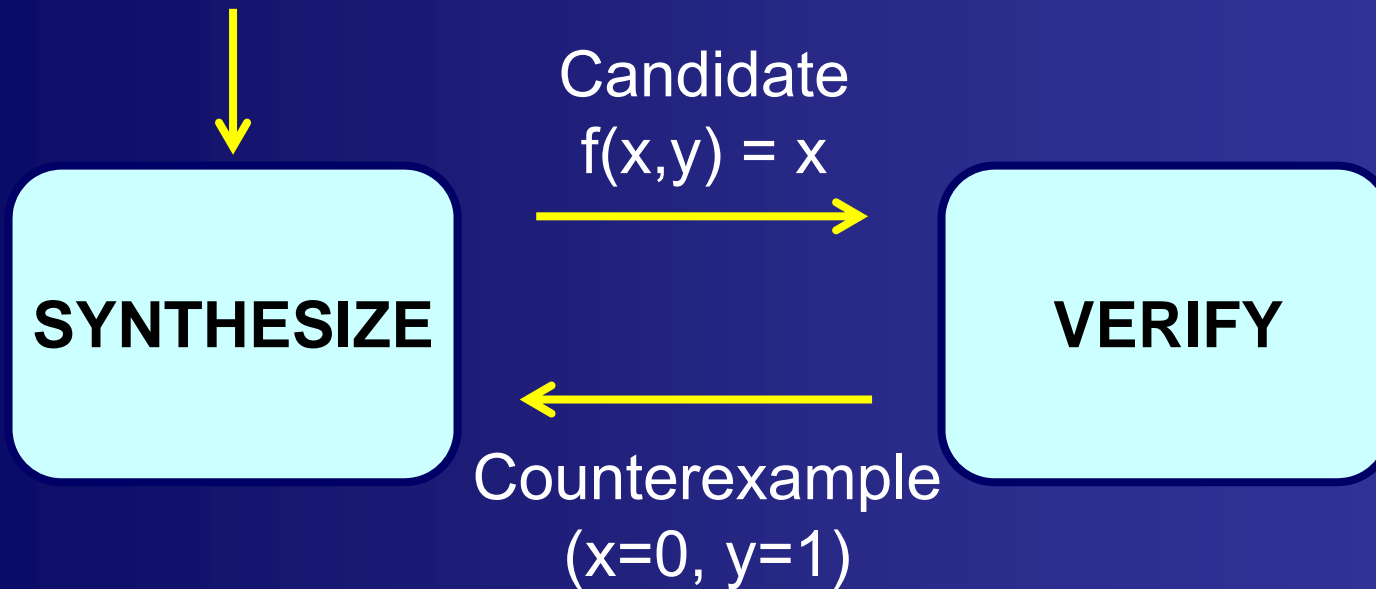 Candidate
f(x,y) = x
SYNTHESIZE
VERIFY
Counterexample
(x=0, y=1)